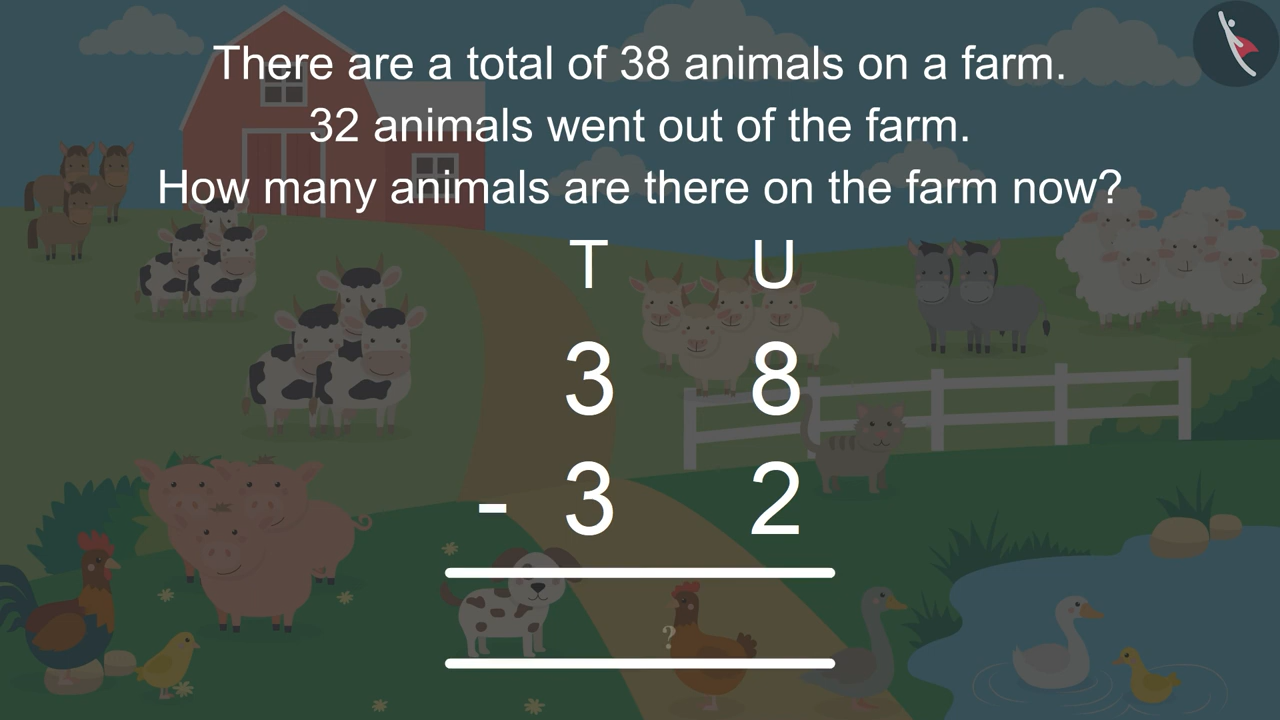 There are a total of 38 animals on a farm.
32 animals went out of the farm.
How many animals are there on the farm now?
T U
3 8
- 3 2
?